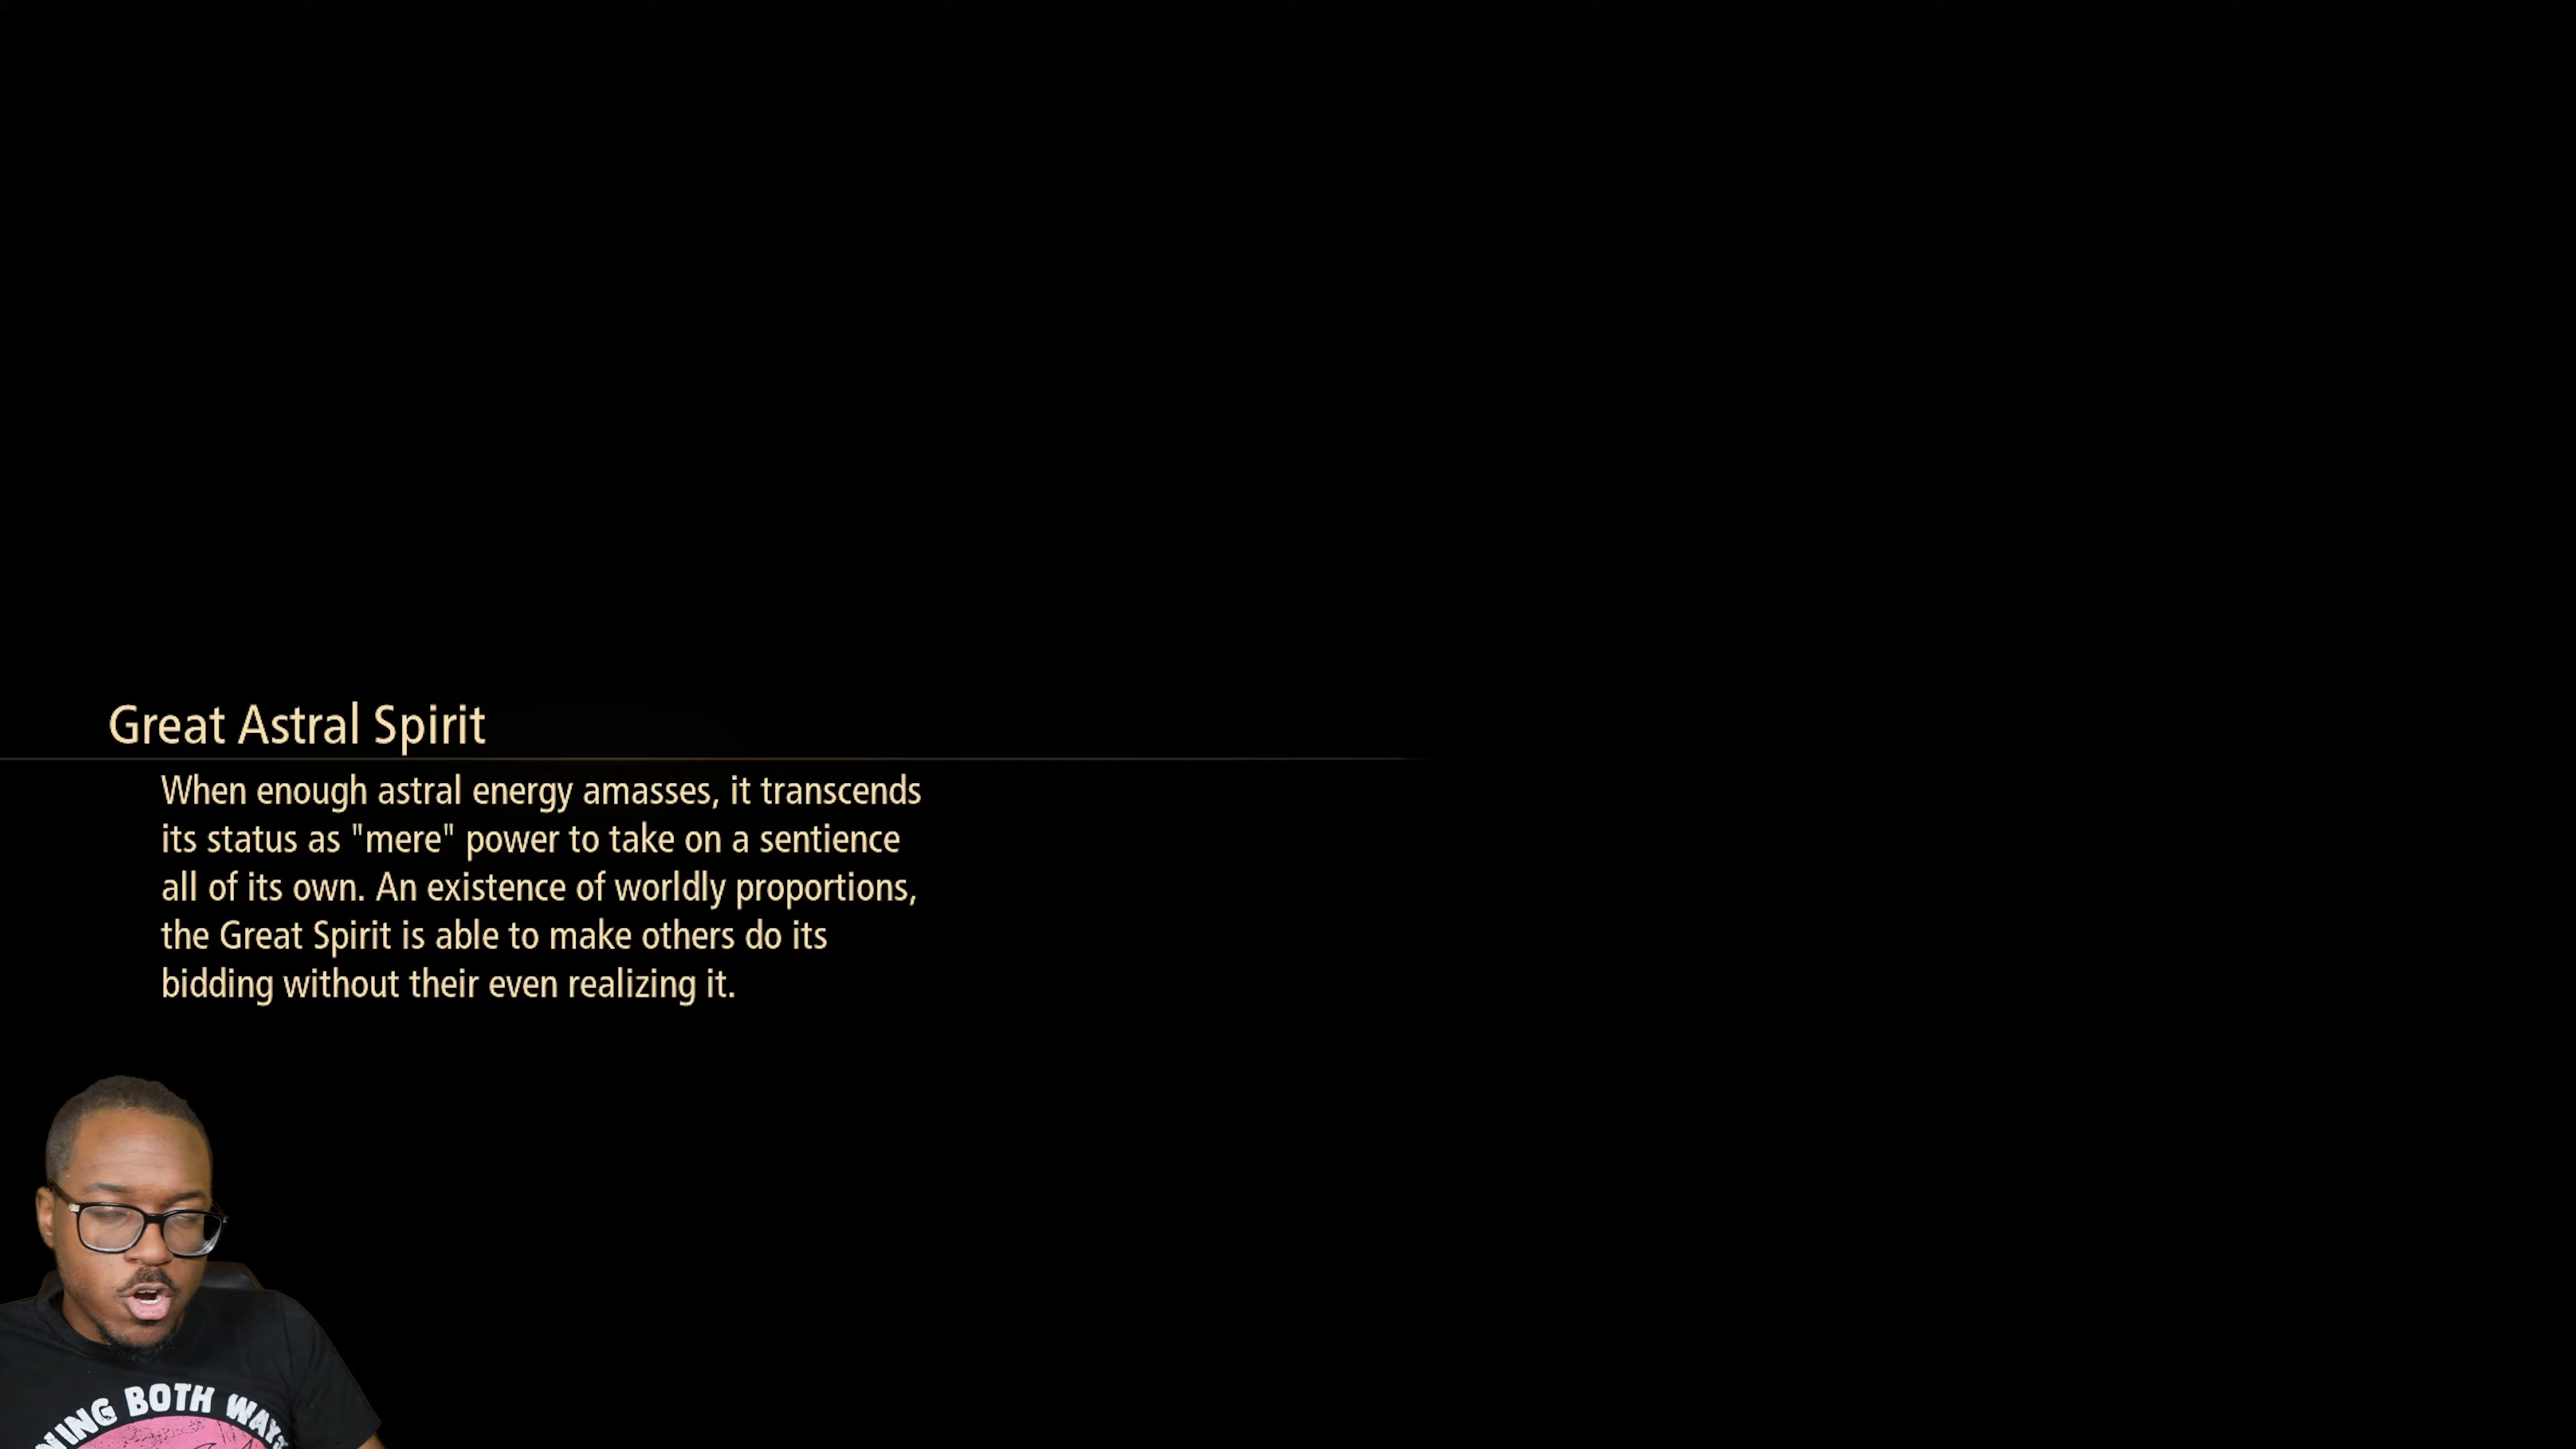 Great Astral Spirit
When enough astral energy amasses, it transcends
its status as "mere" power to take on a sentience
all of its own. An existence of worldly proportions,
the Great Spirit is able to make others do its
bidding without their even realizing it.
BOTH WAYS